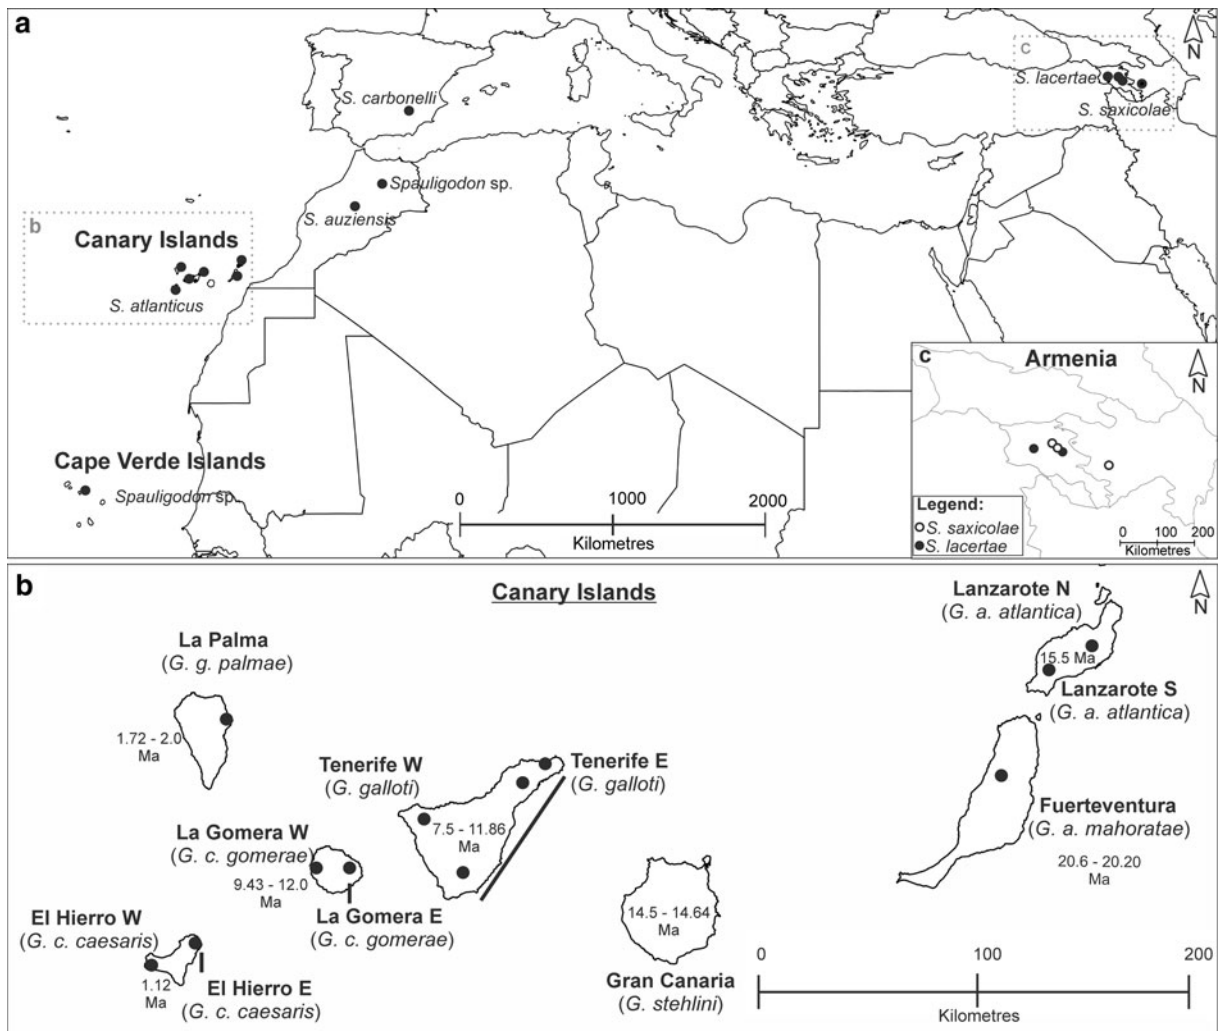 a
N
c
S. lacertae
S. saxicolae
S. carbonelli
Spauligodon sp.
S. auziensis
b
Canary Islands
S. atlanticus
Cape Verde Islands
Spauligodon sp.
0
1000
2000
Kilometres
c
Armenia
N
Legend:
S. saxicolae
S. lacertae
0 100 200
Kilometres
b
Canary Islands
N
La Palma
(G. g. palmae)
1.72 - 2.0
Ma
Lanzarote N
(G. a. atlantica)
15.5 Ma
Lanzarote S
(G. a. atlantica)
Tenerife W
(G. galloti)
Tenerife E
(G. galloti)
7.5 - 11.86
Ma
Fuerteventura
(G. a. mahoratae)
20.6 - 20.20
Ma
La Gomera W
(G. c. gomerae)
9.43 - 12.0
Ma
La Gomera E
(G. c. gomerae)
El Hierro W
(G. c. caesaris)
1.12
Ma
El Hierro E
(G. c. caesaris)
14.5 - 14.64
Ma
Gran Canaria
(G. stehlini)
0
100
200
Kilometres